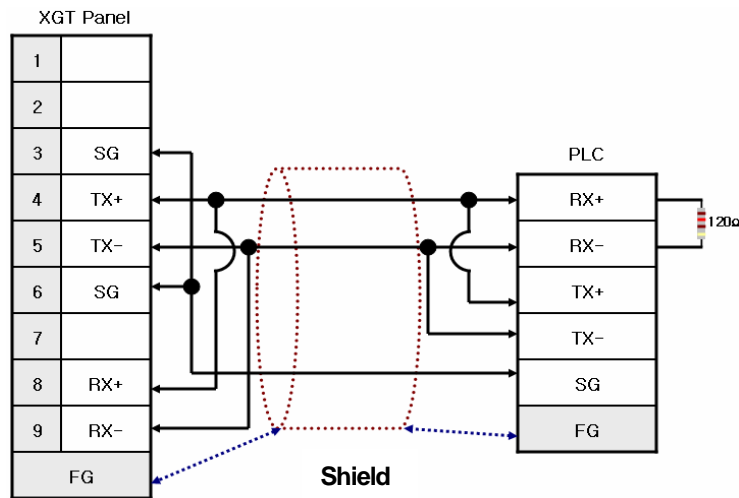 XGT Panel
1
2
3 SG
4 TX+
5 TX-
6 SG
7
8 RX+
9 RX-
FG
Shield
PLC
RX+
RX-
TX+
TX-
SG
FG
120Ω